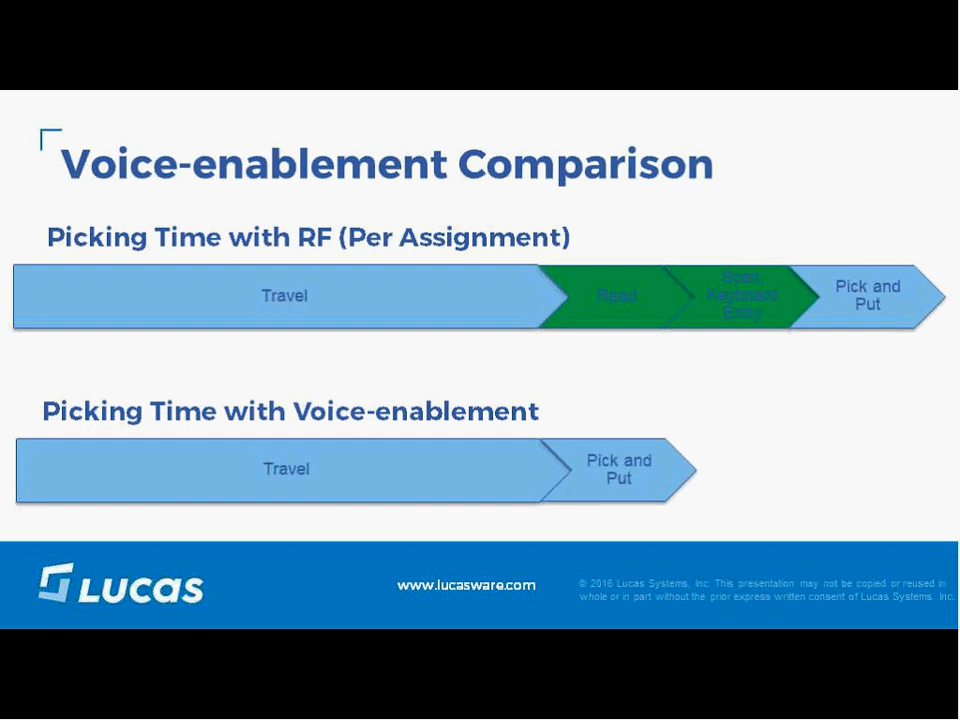 Voice-enablement Comparison
Picking Time with RF (Per Assignment)
Travel
Read
Scan,
Keyboard
Entry
Pick and
Put
Picking Time with Voice-enablement
Travel
Pick and
Put
LUCAS
www.lucasware.com
© 2016 Lucas Systems, Inc. This presentation may not be copied or reused in
whole or in part without the prior express written consent of Lucas Systems, Inc.